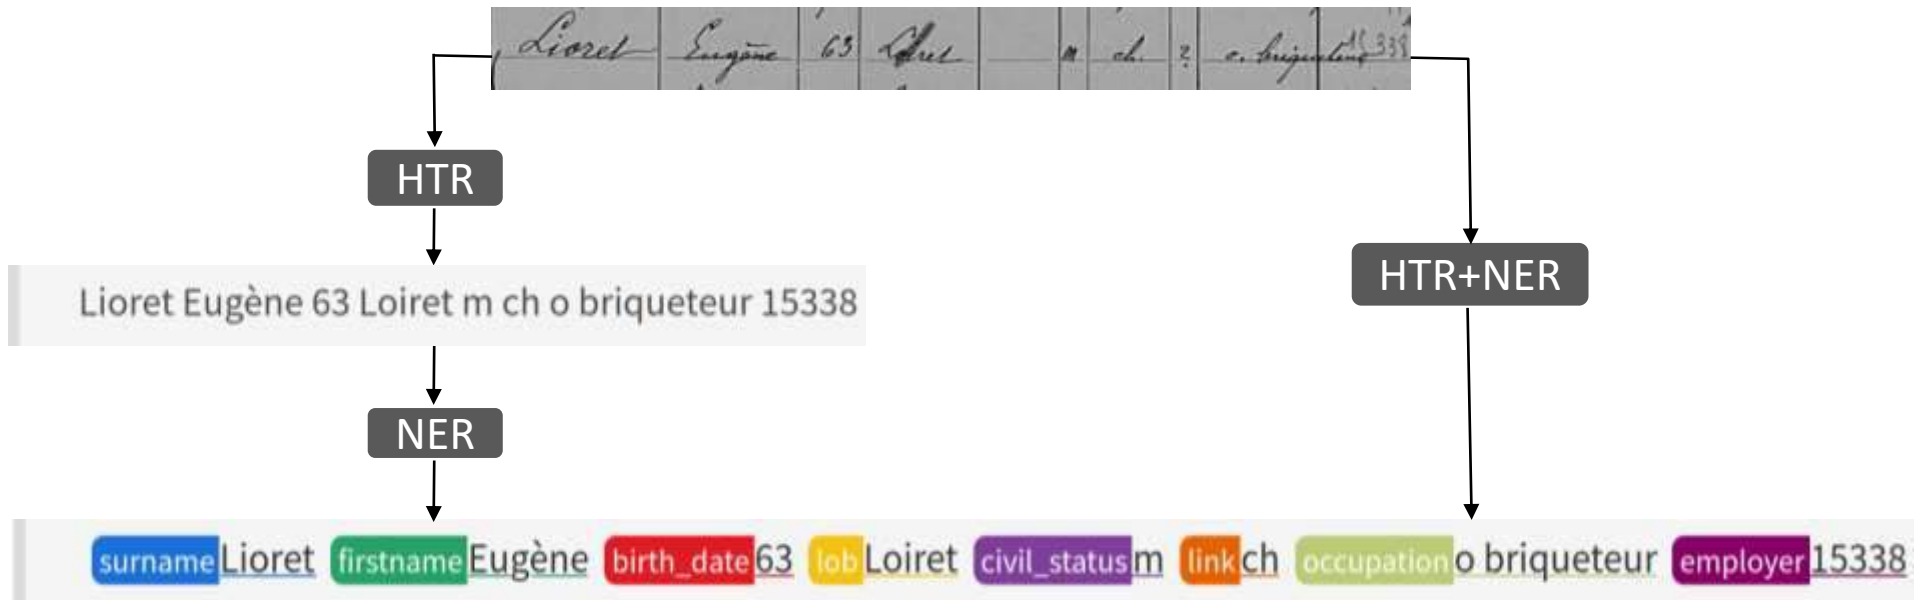 Lioret Eugène 63 Loiret m ch. ? o. briqueteur 15338
HTR
HTR+NER
Lioret Eugène 63 Loiret m ch o briqueteur 15338
NER
surname Lioret firstname Eugène birth_date 63 lob Loiret civil_status m link ch occupation o briqueteur employer 15338